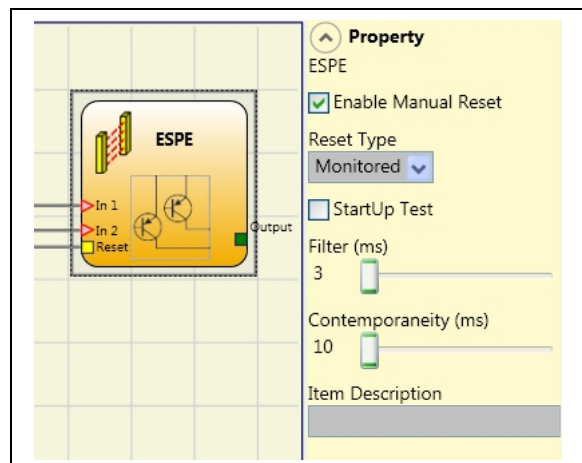 ESPE
In 1
In 2
Reset
Output
Property
ESPE
Enable Manual Reset
Reset Type
Monitored
StartUp Test
Filter (ms)
3
Contemporaneity (ms)
10
Item Description